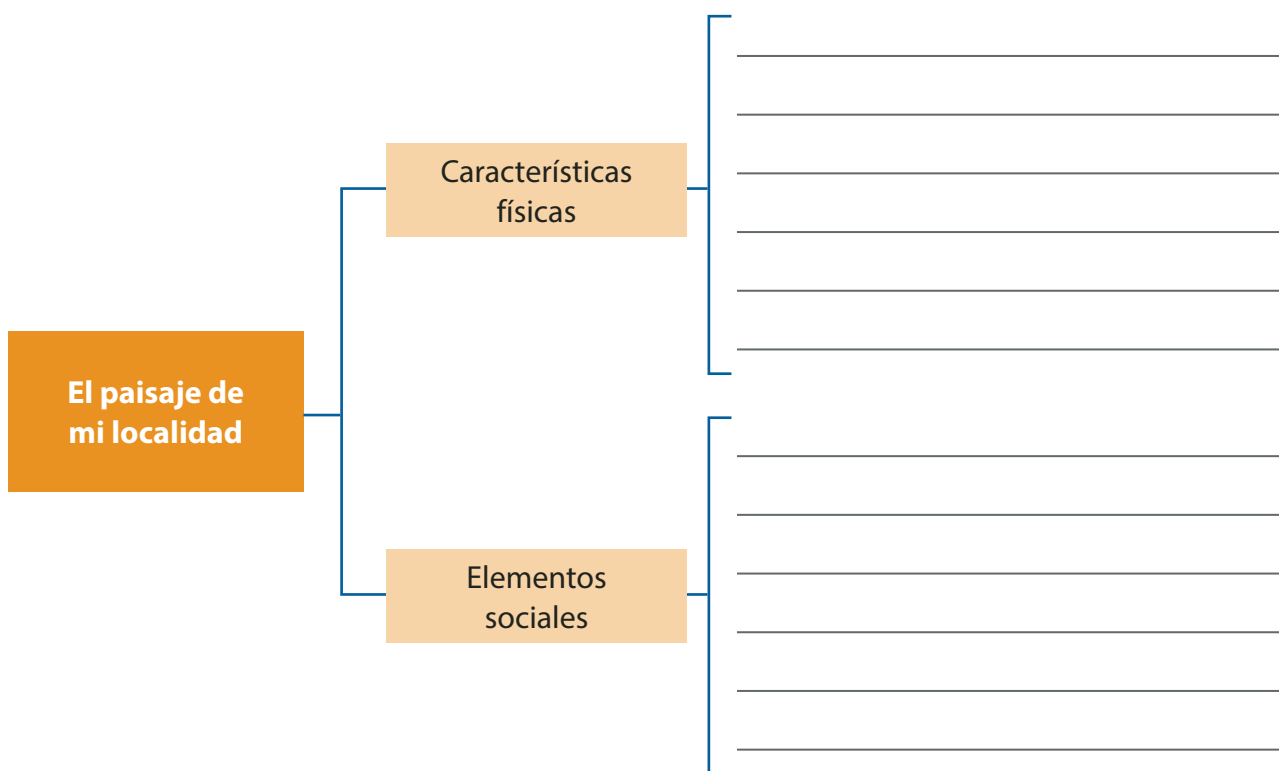 Características
físicas
El paisaje de
mi localidad
Elementos
sociales